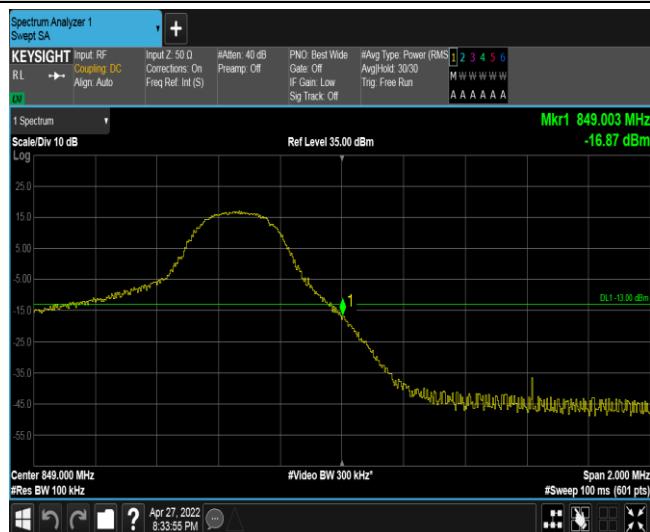 Spectrum Analyzer 1
Swept SA
KEYSIGHT
RL
Input: RF
Coupling: DC
Align: Auto
Input Z: 50 Ω
Corrections: On
Freq Ref: Int (S)
#Atten: 40 dB
Preamp: Off
PNO: Best Wide
Gate: Off
IF Gain: Low
Sig Track: Off
#Avg Type: Power (RMS
Avg|Hold: 30/30
Trig: Free Run
1 2 3 4 5 6
M W W W W W
A A A A A A
1 Spectrum
Mkr1 849.003 MHz
Scale/Div 10 dB
Ref Level 35.00 dBm
-16.87 dBm
Log
25.0
15.0
5.00
-5.00
DL1 -13.00 dBm
1
-15.0
-25.0
-35.0
-45.0
-55.0
Center 849.000 MHz
#Video BW 300 kHz*
Span 2.000 MHz
#Res BW 100 kHz
#Sweep 100 ms (601 pts)
?
Apr 27, 2022
8:33:55 PM